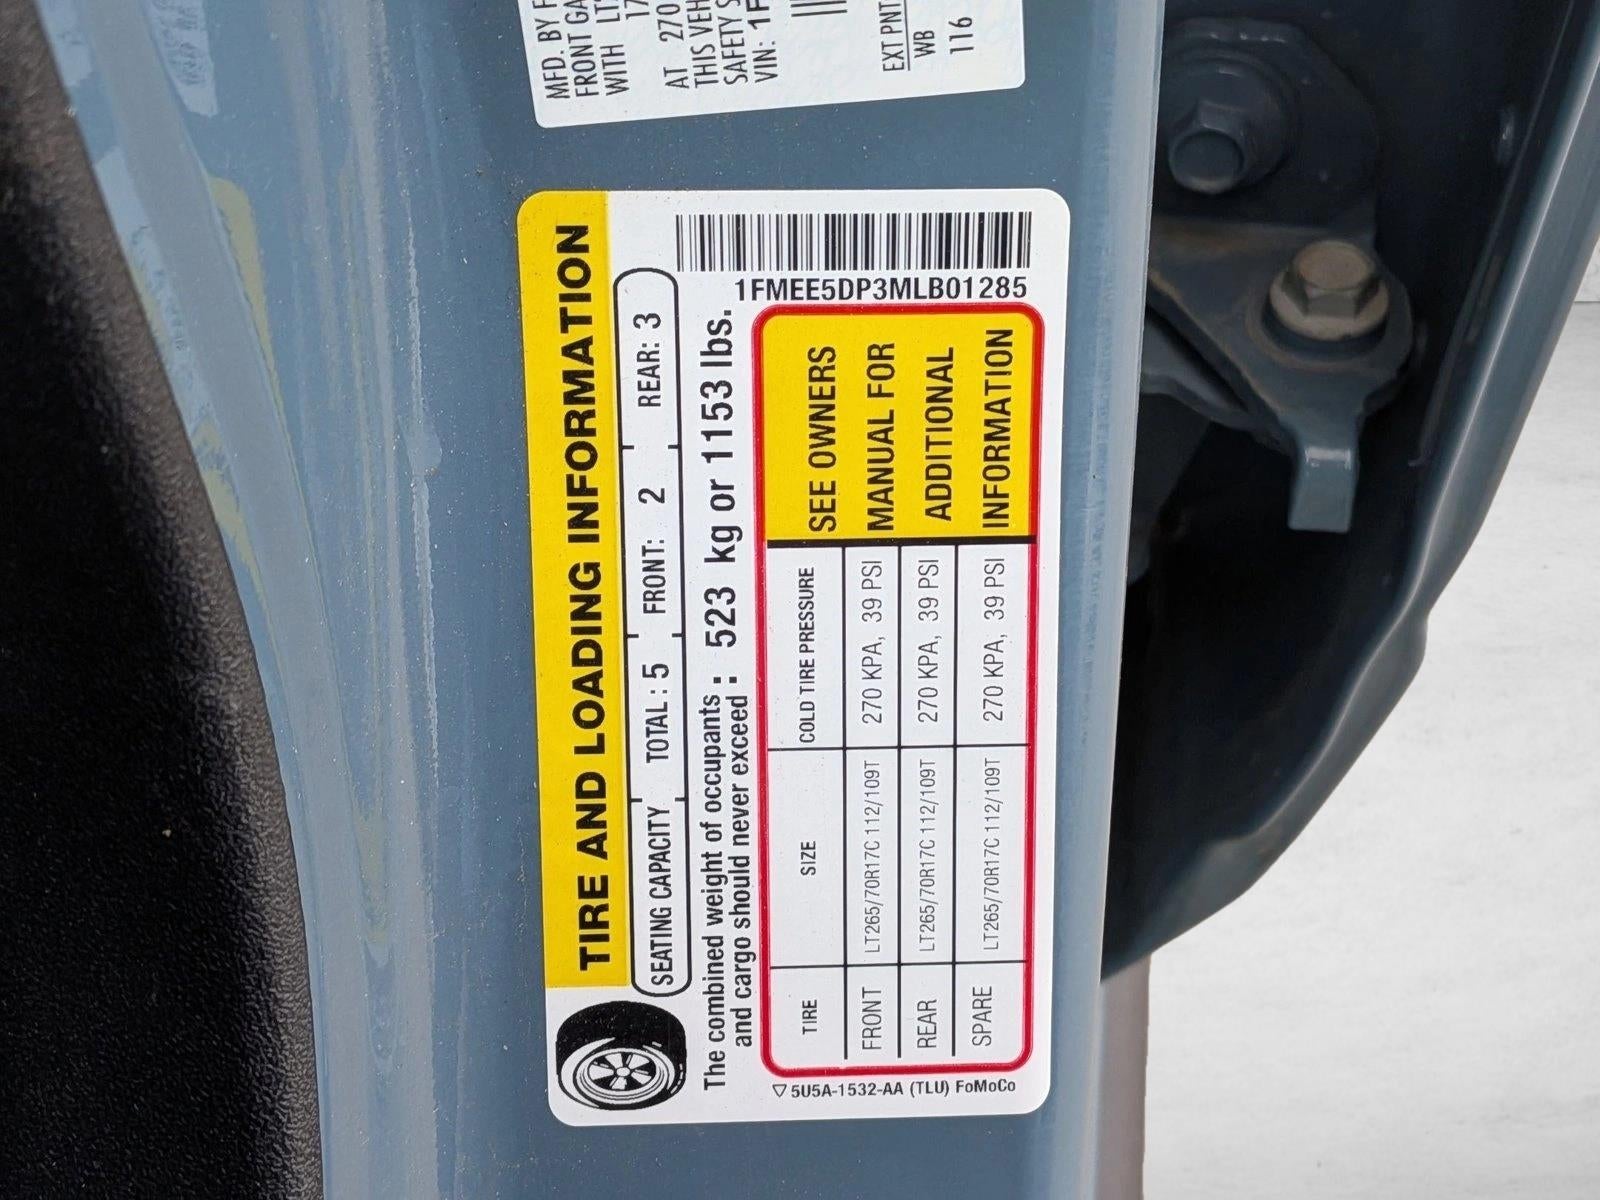 MFD. BY F
FRONT GA
WITH LT
17
AT 270
THIS VEH
SAFETY S
VIN: 1F
EXT PNT
WB
116
TIRE AND LOADING INFORMATION
SEATING CAPACITY TOTAL : 5 FRONT: 2 REAR: 3
The combined weight of occupants
and cargo should never exceed : 523 kg or 1153 lbs.
1FMEE5DP3MLB01285
TIRE SIZE COLD TIRE PRESSURE
FRONT LT265/70R17C 112/109T 270 KPA, 39 PSI
REAR LT265/70R17C 112/109T 270 KPA, 39 PSI
SPARE LT265/70R17C 112/109T 270 KPA, 39 PSI
SEE OWNERS
MANUAL FOR
ADDITIONAL
INFORMATION
5U5A-1532-AA (TLU) FoMoCo